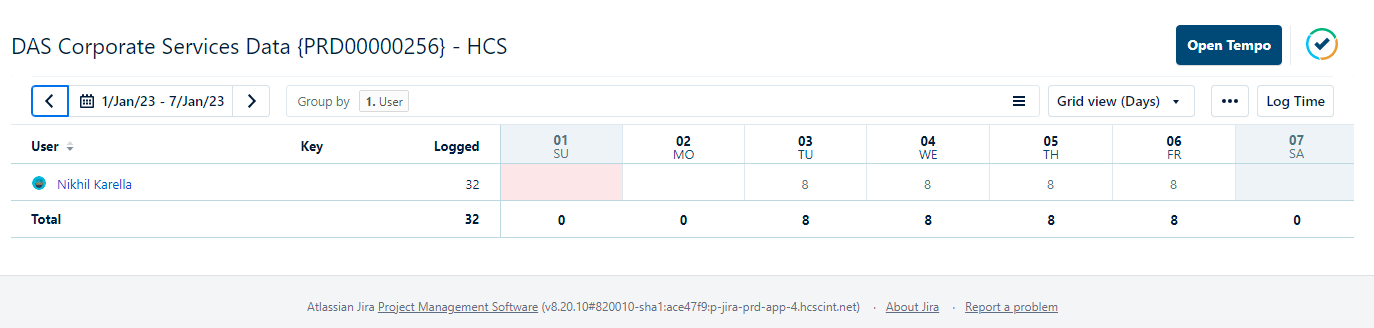 DAS Corporate Services Data {PRD00000256} - HCS
Open Tempo
1/Jan/23 - 7/Jan/23
Group by 1. User
Grid view (Days)
Log Time
User Key Logged 01 02 03 04 05 06 07
SU MO TU WE TH FR SA
Nikhil Karella 32 8 8 8 8
Total 32 0 0 8 8 8 8 0
Atlassian Jira Project Management Software (v8.20.10#820010-sha1:ace47f9:p-jira-prd-app-4.hcscint.net) · About Jira · Report a problem